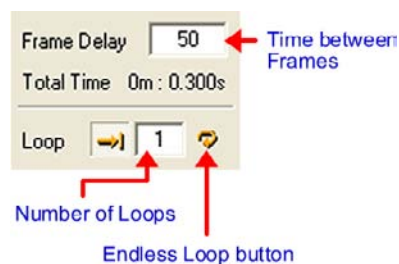 Frame Delay 50 Time between
Frames
Total Time 0m : 0.300s
Loop 1
Number of Loops
Endless Loop button